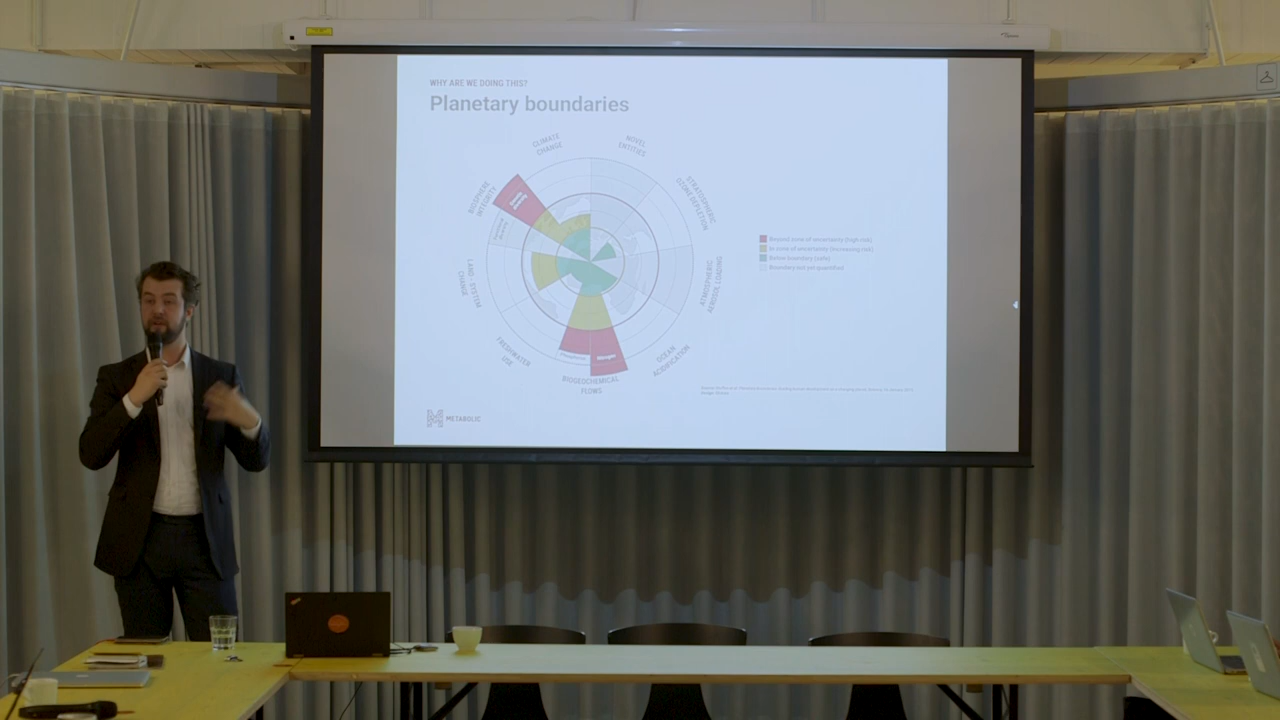 WHY ARE WE DOING THIS?
Planetary boundaries
CLIMATE
CHANGE
NOVEL
ENTITIES
BIOSPHERE
INTEGRITY
STRATOSPHERIC
OZONE DEPLETION
LAND - SYSTEM
CHANGE
ATMOSPHERIC
AEROSOL LOADING
FRESHWATER
USE
OCEAN
ACIDIFICATION
Phosphorus
Nitrogen
BIOGEOCHEMICAL
FLOWS
Beyond zone of uncertainty (high risk)
In zone of uncertainty (increasing risk)
Below boundary (safe)
Boundary not yet quantified
METABOLIC